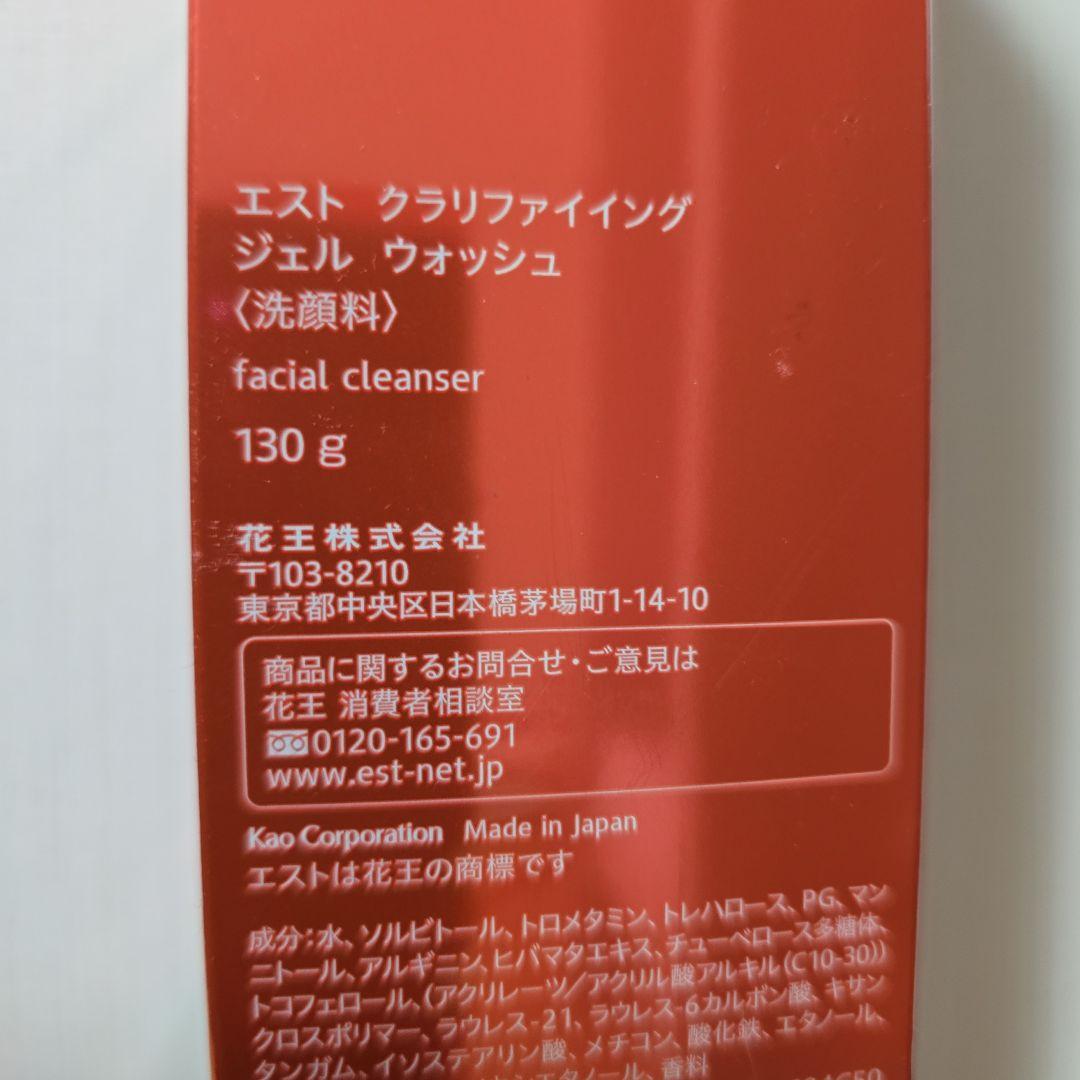 エスト クラリファイイング
ジェル ウォッシュ
〈洗顔料〉
facial cleanser
130 g
花王株式会社
〒103-8210
東京都中央区日本橋茅場町1-14-10
商品に関するお問合せ・ご意見は
花王 消費者相談室
0120-165-691
www.est-net.jp
Kao Corporation Made in Japan
エストは花王の商標です
成分:水、ソルビトール、トロメタミン、トレハロース、PG、マン
ニトール、アルギニン、ヒバマタエキス、チューベロース多糖体、
トコフェロール、(アクリレーツ/アクリル酸アルキル(C10-30))
クロスポリマー、ラウレス-21、ラウレス-6カルボン酸、キサン
タンガム、イソステアリン酸、メチコン、酸化鉄、エタノール、
エタノール、香料